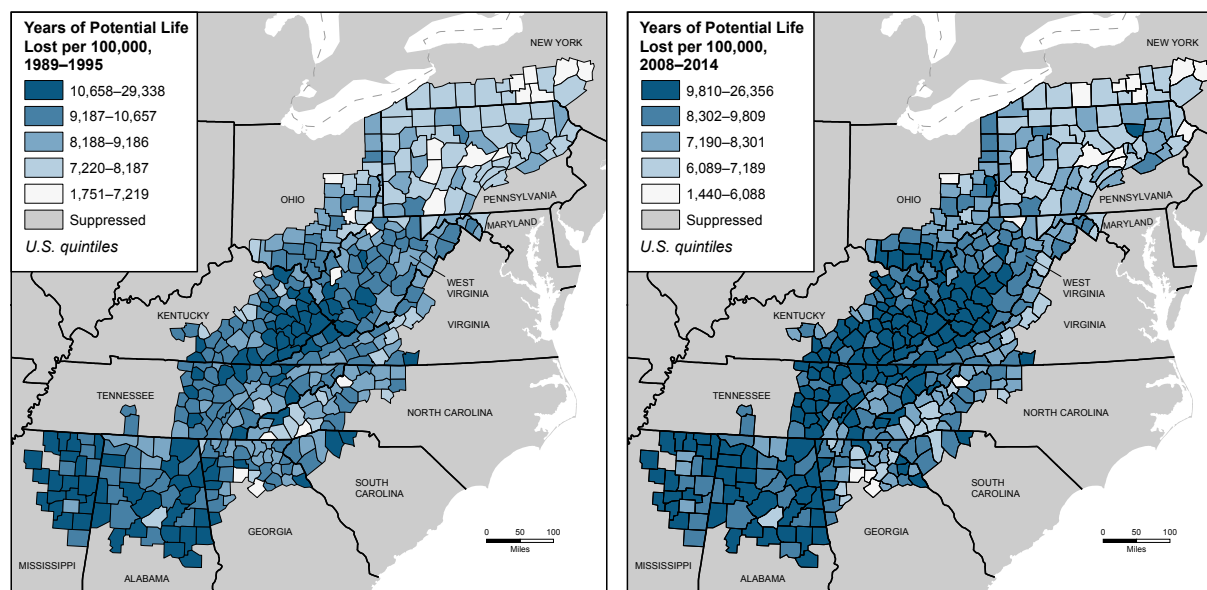 Years of Potential Life
Lost per 100,000,
1989–1995
10,658–29,338
9,187–10,657
8,188–9,186
7,220–8,187
1,751–7,219
Suppressed
U.S. quintiles
NEW YORK
OHIO
PENNSYLVANIA
MARYLAND
WEST
VIRGINIA
KENTUCKY
VIRGINIA
TENNESSEE
NORTH CAROLINA
SOUTH
CAROLINA
GEORGIA
MISSISSIPPI
ALABAMA
0 50 100
Miles
Years of Potential Life
Lost per 100,000,
2008–2014
9,810–26,356
8,302–9,809
7,190–8,301
6,089–7,189
1,440–6,088
Suppressed
U.S. quintiles
NEW YORK
OHIO
PENNSYLVANIA
MARYLAND
WEST
VIRGINIA
KENTUCKY
VIRGINIA
TENNESSEE
NORTH CAROLINA
SOUTH
CAROLINA
GEORGIA
MISSISSIPPI
ALABAMA
0 50 100
Miles